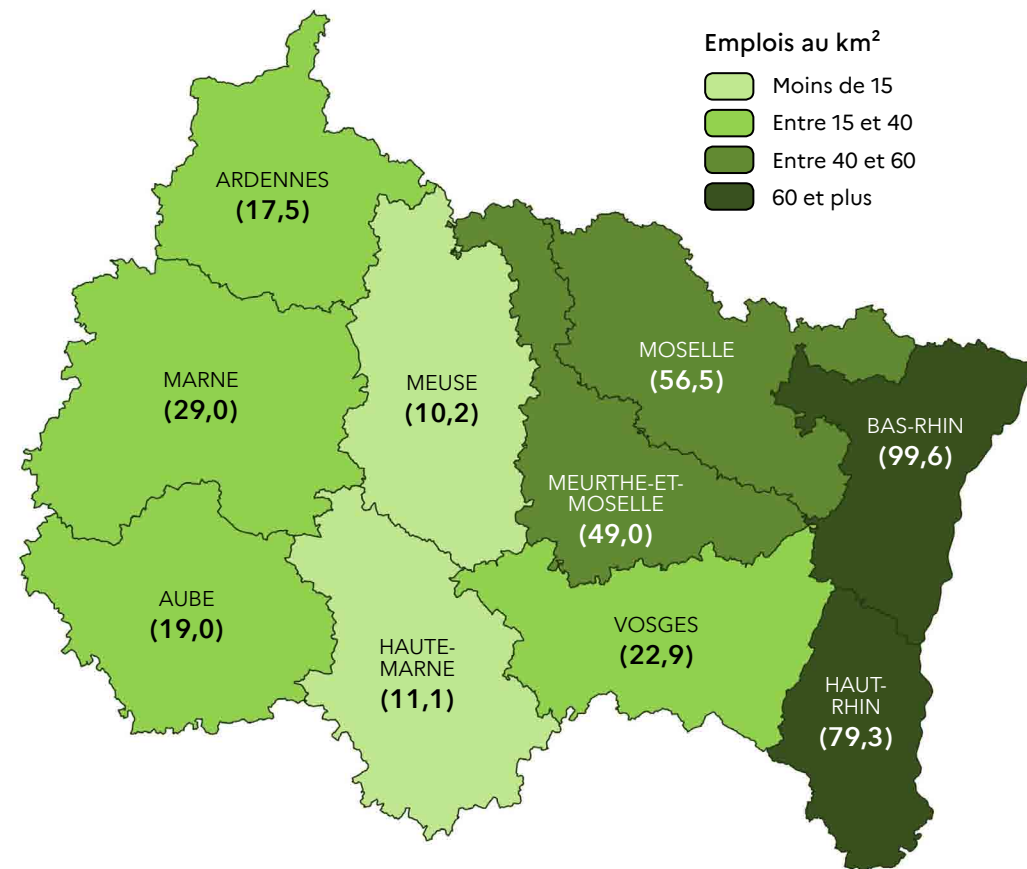 Emplois au km²
Moins de 15
Entre 15 et 40
Entre 40 et 60
60 et plus
ARDENNES
(17,5)
MARNE
(29,0)
MEUSE
(10,2)
MOSELLE
(56,5)
BAS-RHIN
(99,6)
MEURTHE-ET-
MOSELLE
(49,0)
AUBE
(19,0)
HAUTE-
MARNE
(11,1)
VOSGES
(22,9)
HAUT-
RHIN
(79,3)